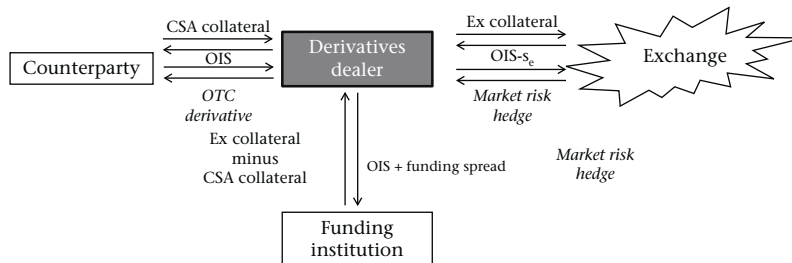 CSA collateral
OIS
Counterparty
OTC
derivative
Derivatives
dealer
Ex collateral
OIS-sₑ
Market risk
hedge
Exchange
Ex collateral
minus
CSA collateral
OIS + funding spread
Market risk
hedge
Funding
institution